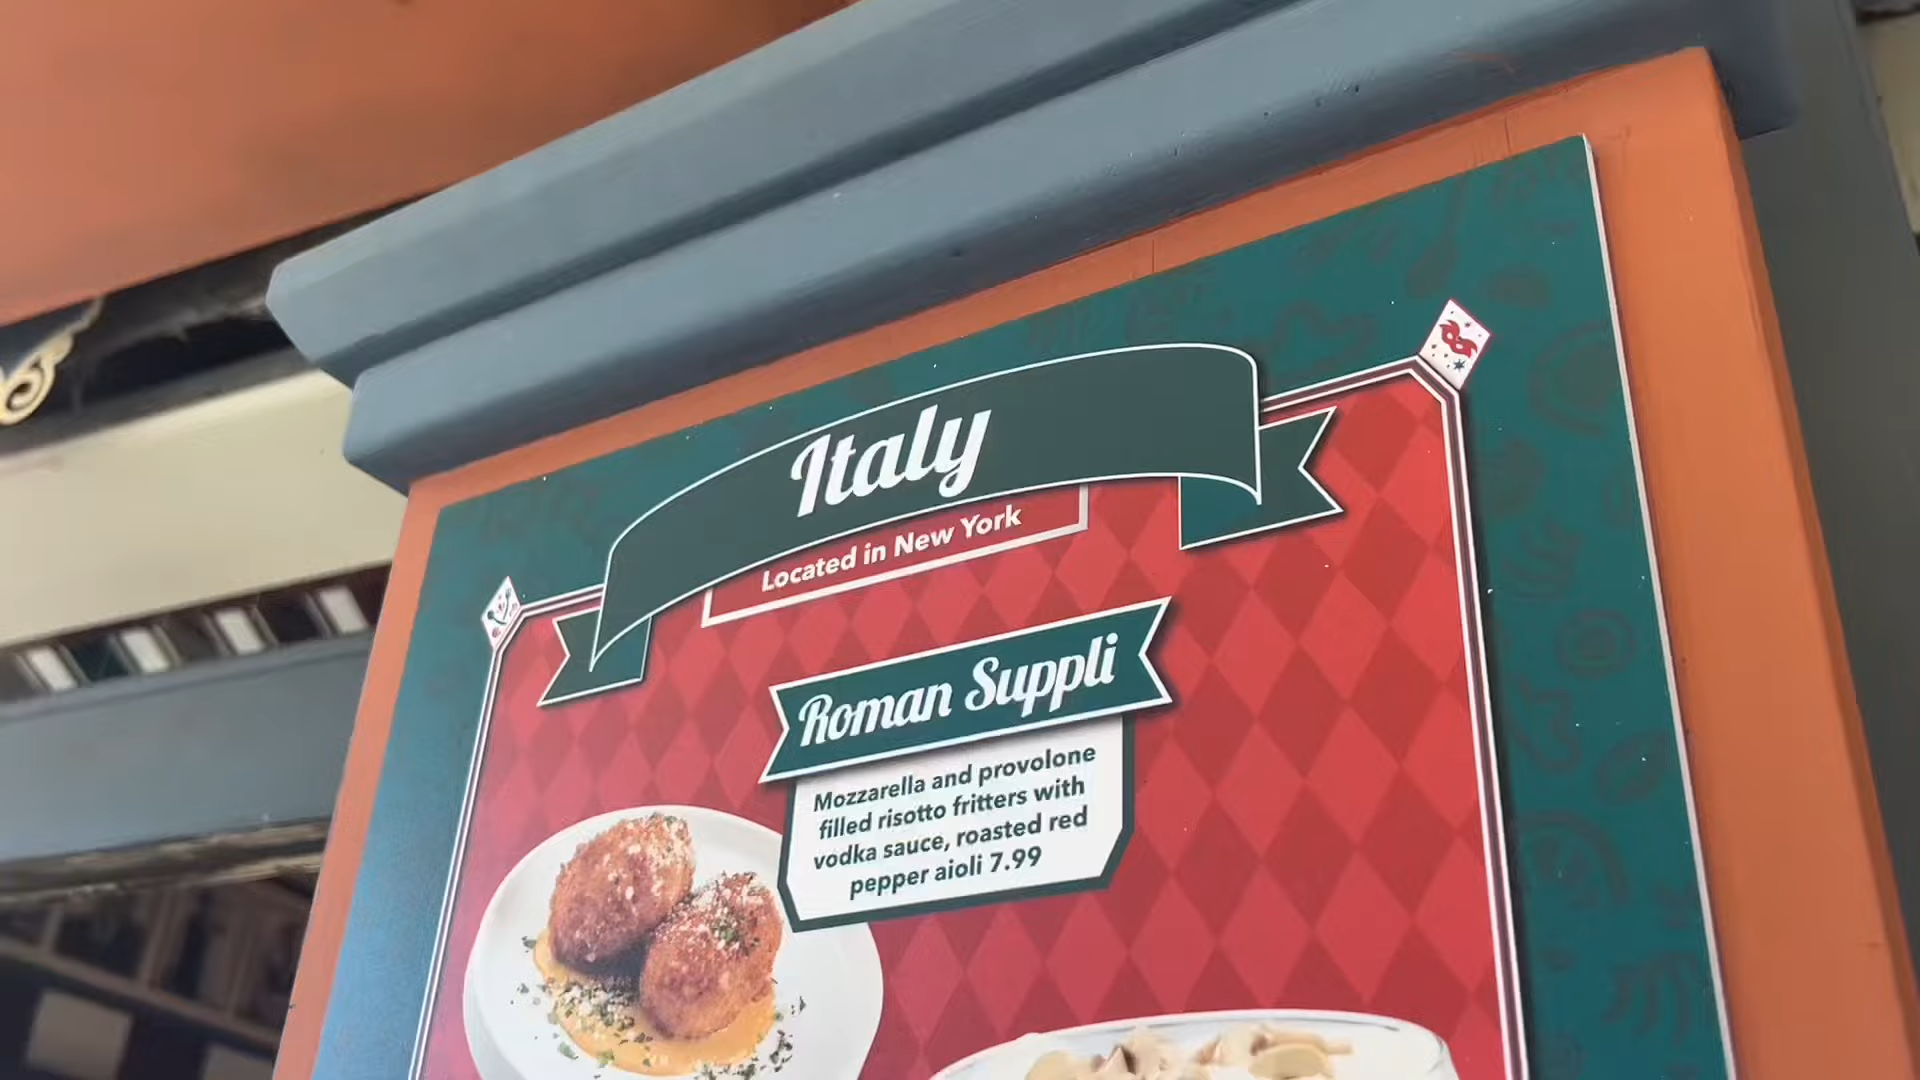 Italy
Located in New York
Roman Suppli
Mozzarella and provolone
filled risotto fritters with
vodka sauce, roasted red
pepper aioli 7.99